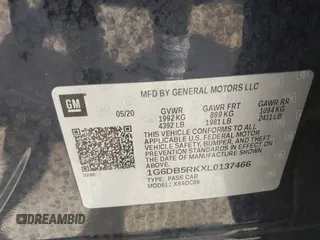 MFD BY GENERAL MOTORS LLC
GM
05/20
GVWR GAWR FRT GAWR RR
1992 KG 899 KG 1094 KG
4392 LB 1981 LB 2411 LB
THIS VEHICLE CONFORMS TO ALL APPLICABLE U.S. FEDERAL MOTOR
VEHICLE SAFETY, BUMPER, AND THEFT PREVENTION STANDARDS
IN EFFECT ON THE DATE OF MANUFACTURE SHOWN ABOVE.
1G6DB5RKXL0137466
TYPE: PASS CAR
MODEL:
DREAMBID